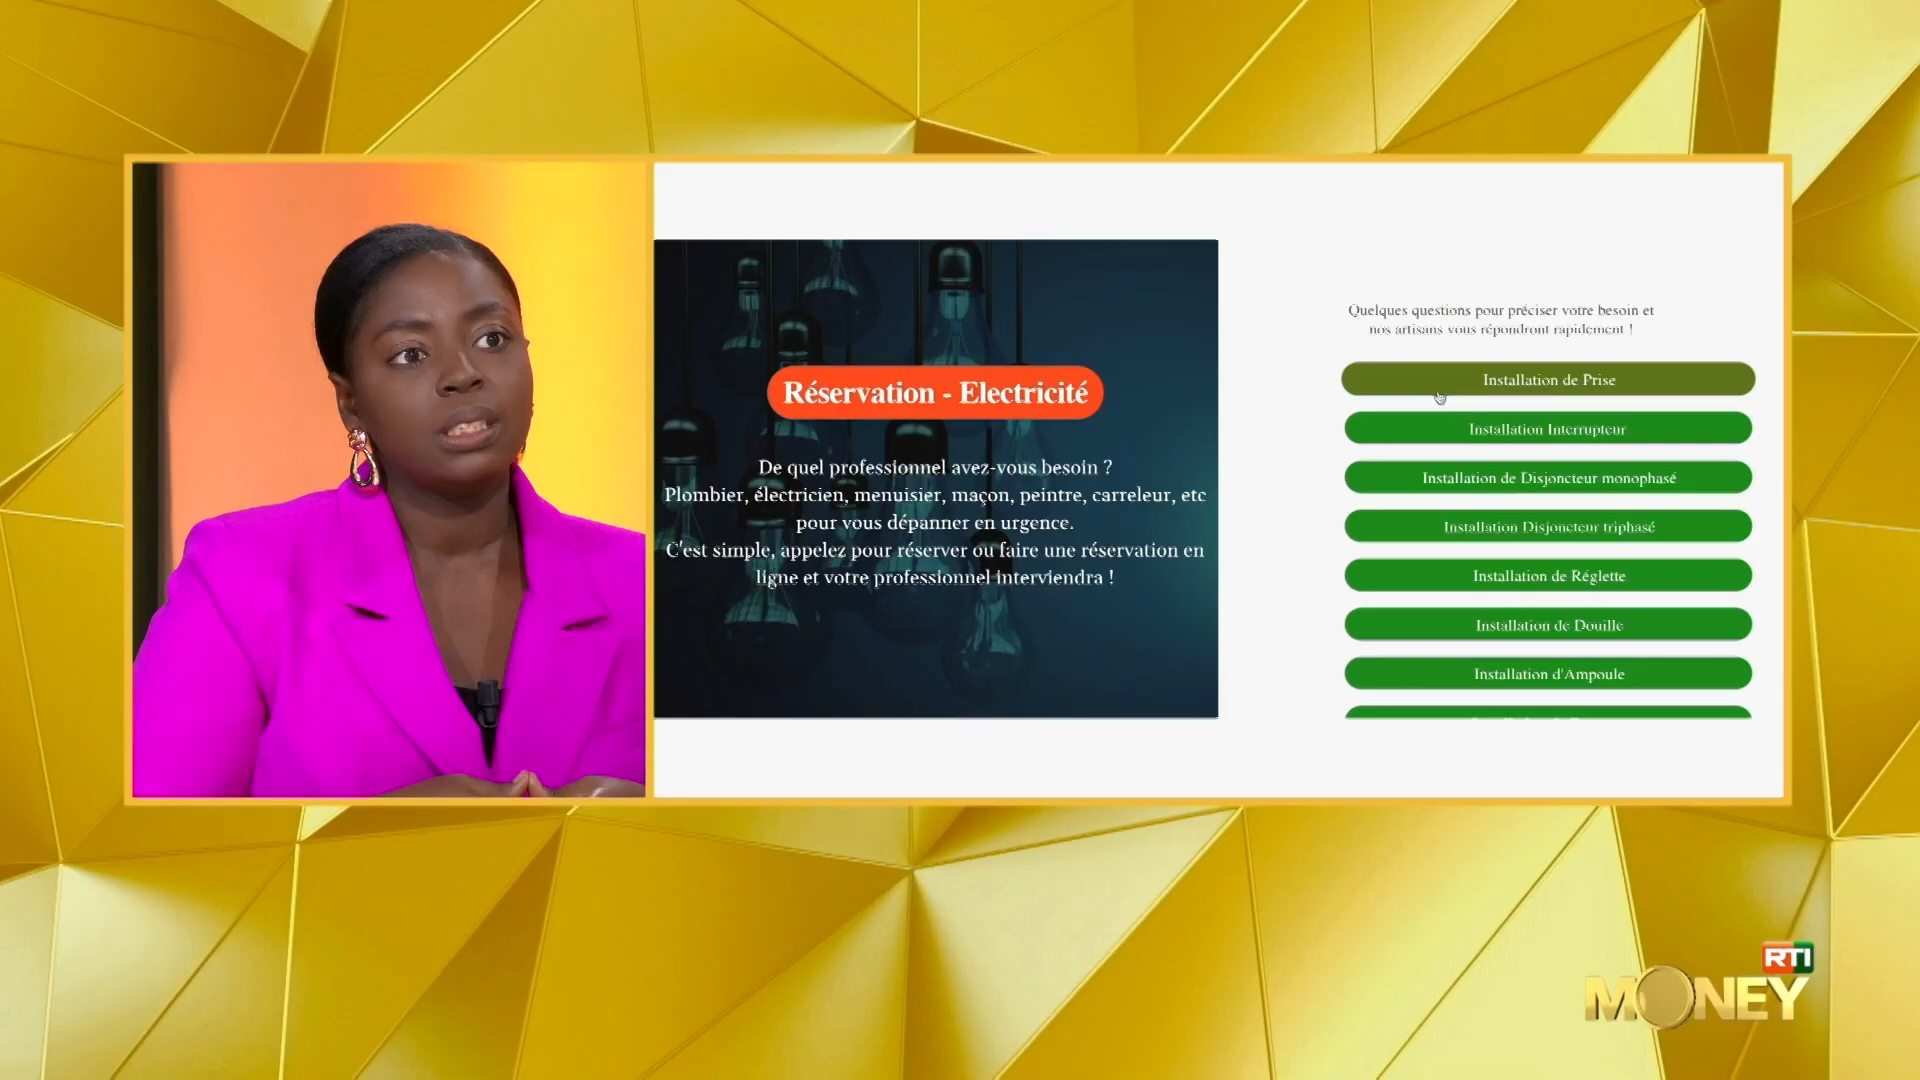 Réservation - Electricité
De quel professionnel avez-vous besoin ?
Plombier, électricien, menuisier, maçon, peintre, carreleur, etc
pour vous dépanner en urgence.
C'est simple, appelez pour réserver ou faire une réservation en
ligne et votre professionnel interviendra !
Quelques questions pour préciser votre besoin et
nos artisans vous répondront rapidement !
Installation de Prise
Installation Interrupteur
Installation de Disjoncteur monophasé
Installation Disjoncteur triphasé
Installation de Réglette
Installation de Douille
Installation d'Ampoule
RTI
MONEY